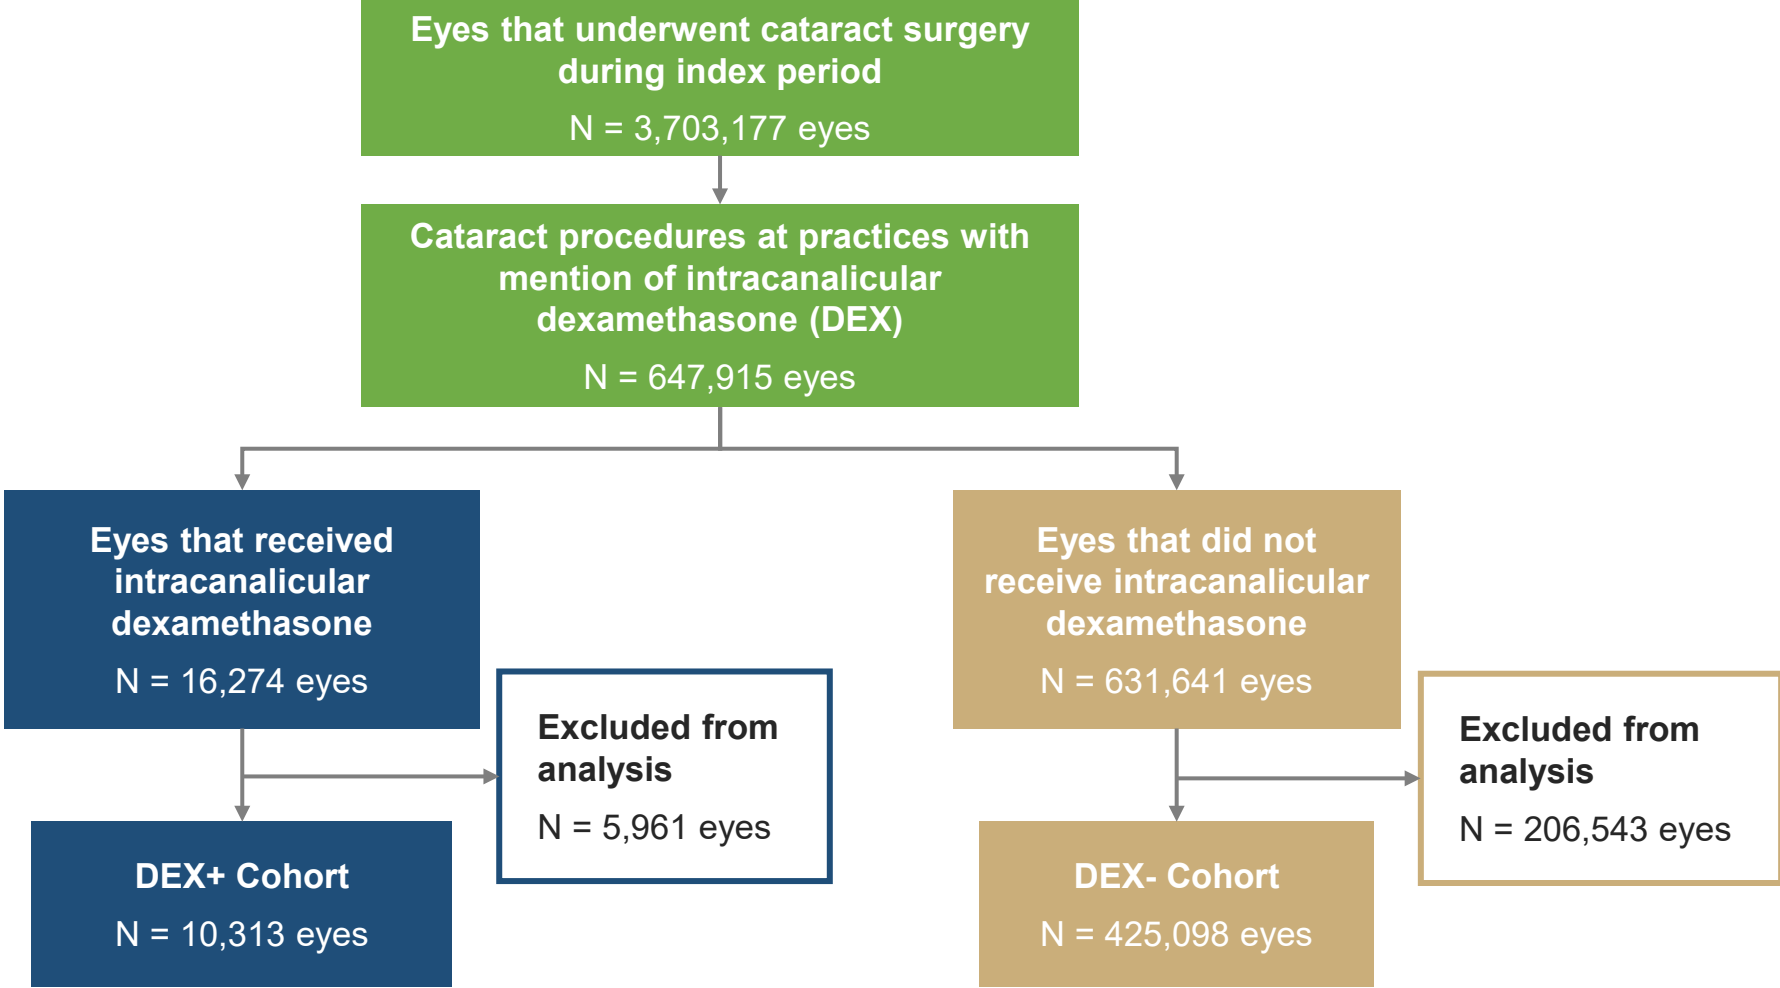 Eyes that underwent cataract surgery
during index period
N = 3,703,177 eyes
Cataract procedures at practices with
mention of intracanalicular
dexamethasone (DEX)
N = 647,915 eyes
Eyes that received
intracanalicular
dexamethasone
N = 16,274 eyes
Excluded from
analysis
N = 5,961 eyes
DEX+ Cohort
N = 10,313 eyes
Eyes that did not
receive intracanalicular
dexamethasone
N = 631,641 eyes
Excluded from
analysis
N = 206,543 eyes
DEX- Cohort
N = 425,098 eyes